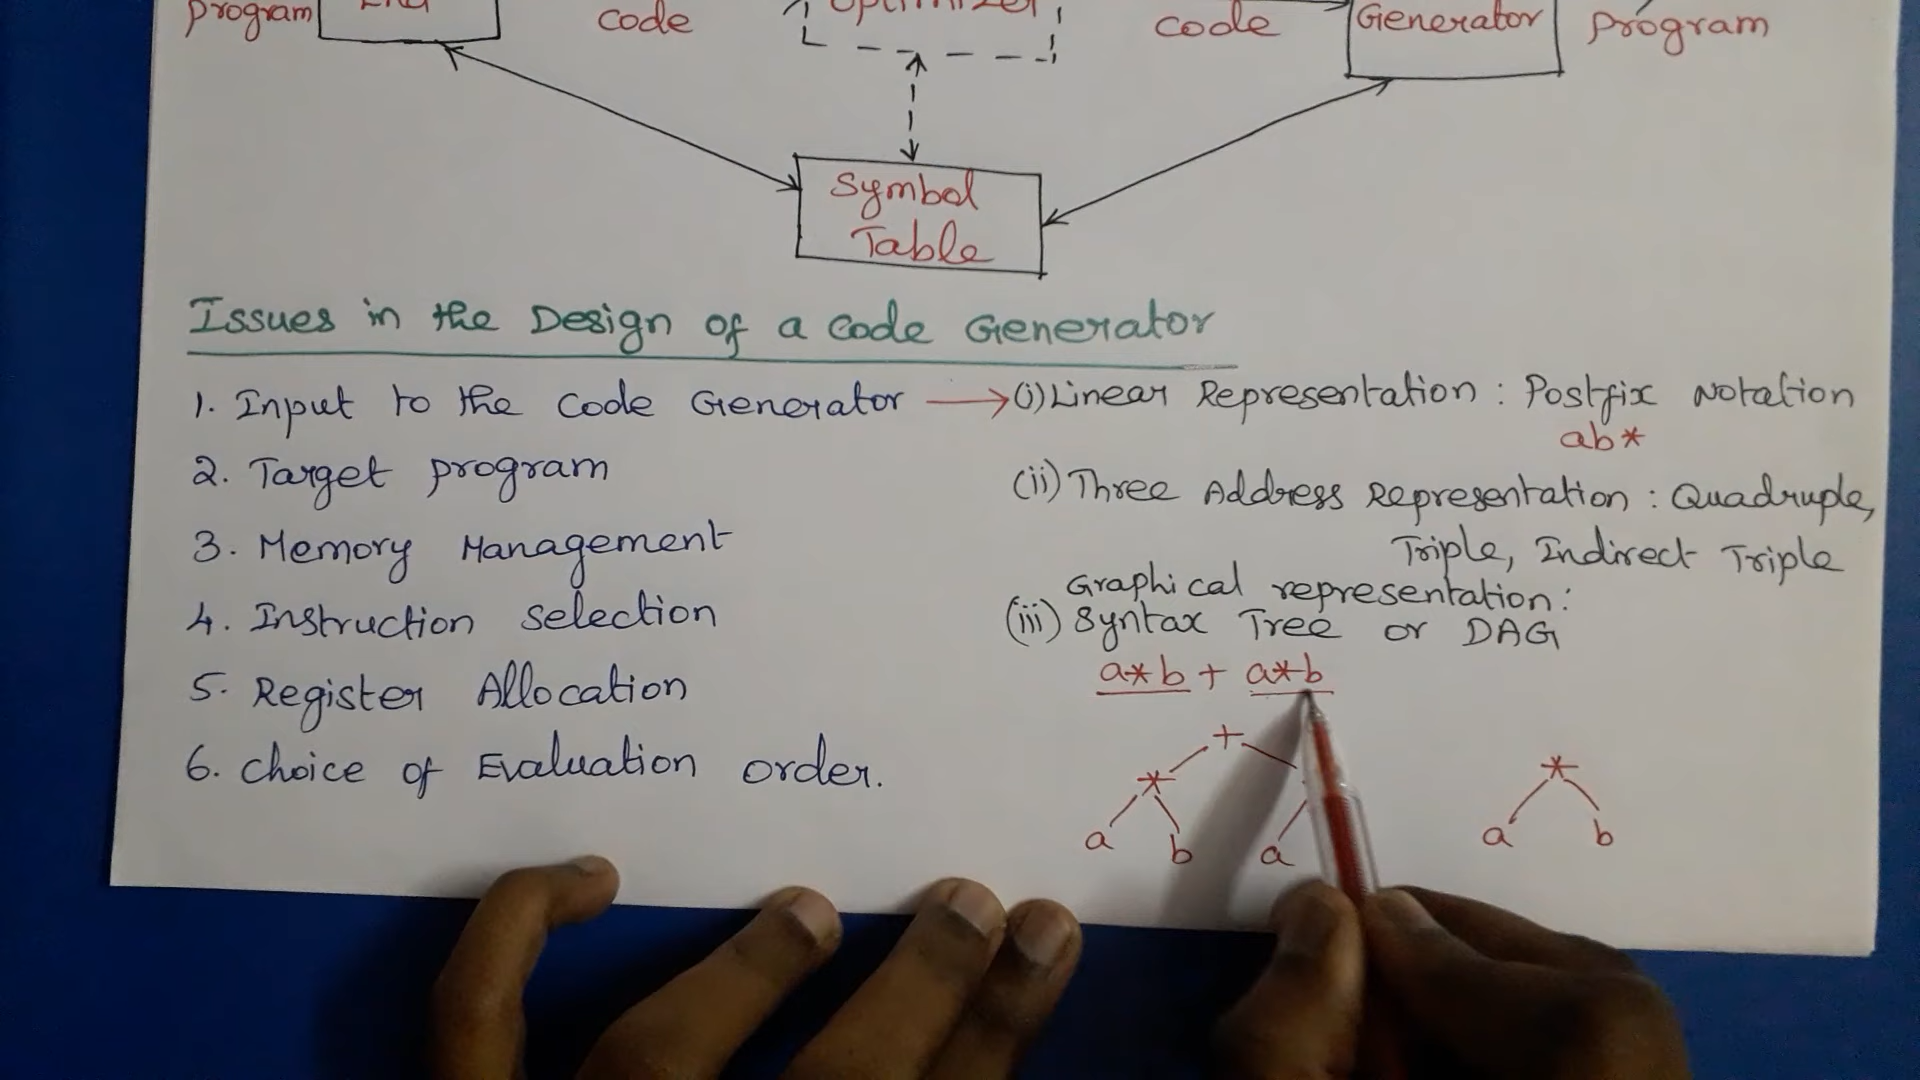 program End code Optimizer code Generator program
Symbol
Table
Issues in the Design of a Code Generator
1. Input to the Code Generator → (i) Linear Representation : Postfix Notation
ab*
2. Target program
(ii) Three Address Representation : Quadruple,
Triple, Indirect Triple
3. Memory Management
Graphical representation:
(iii) Syntax Tree or DAG
4. Instruction selection
a*b + a*b
5. Register Allocation
+
6. Choice of Evaluation order.
* *
a b a a b